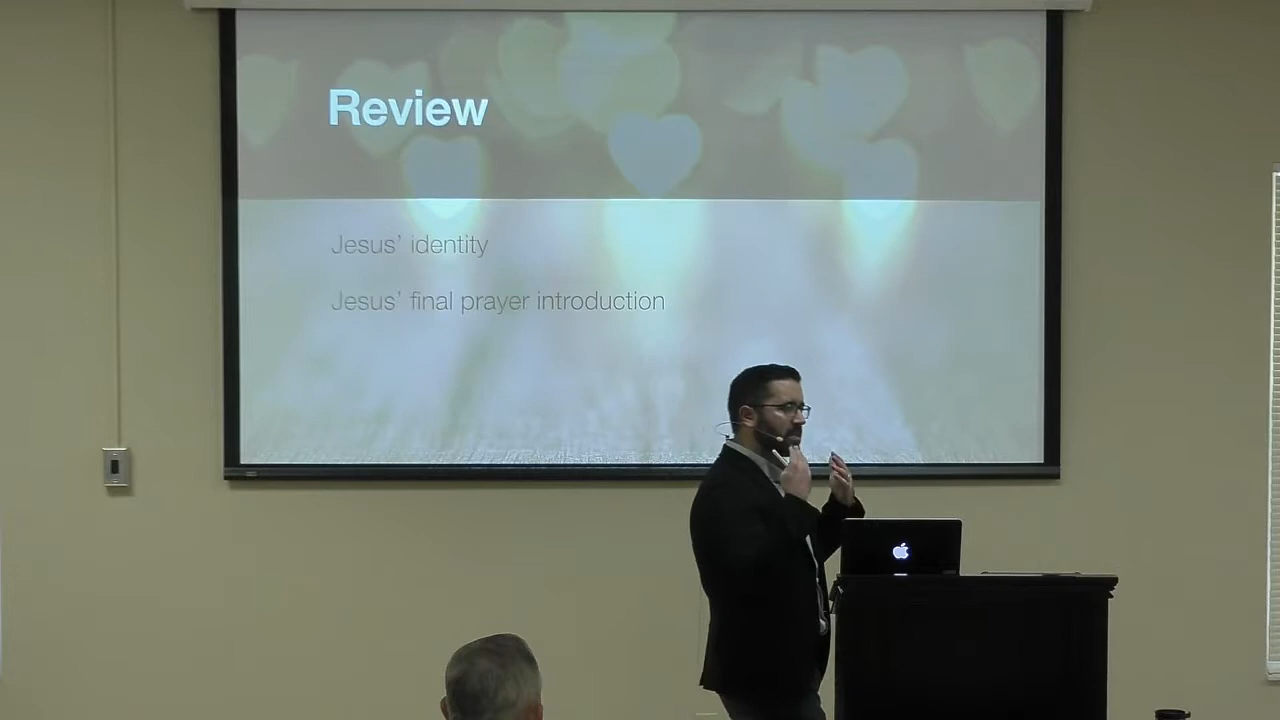 Review
Jesus’ identity
Jesus’ final prayer introduction